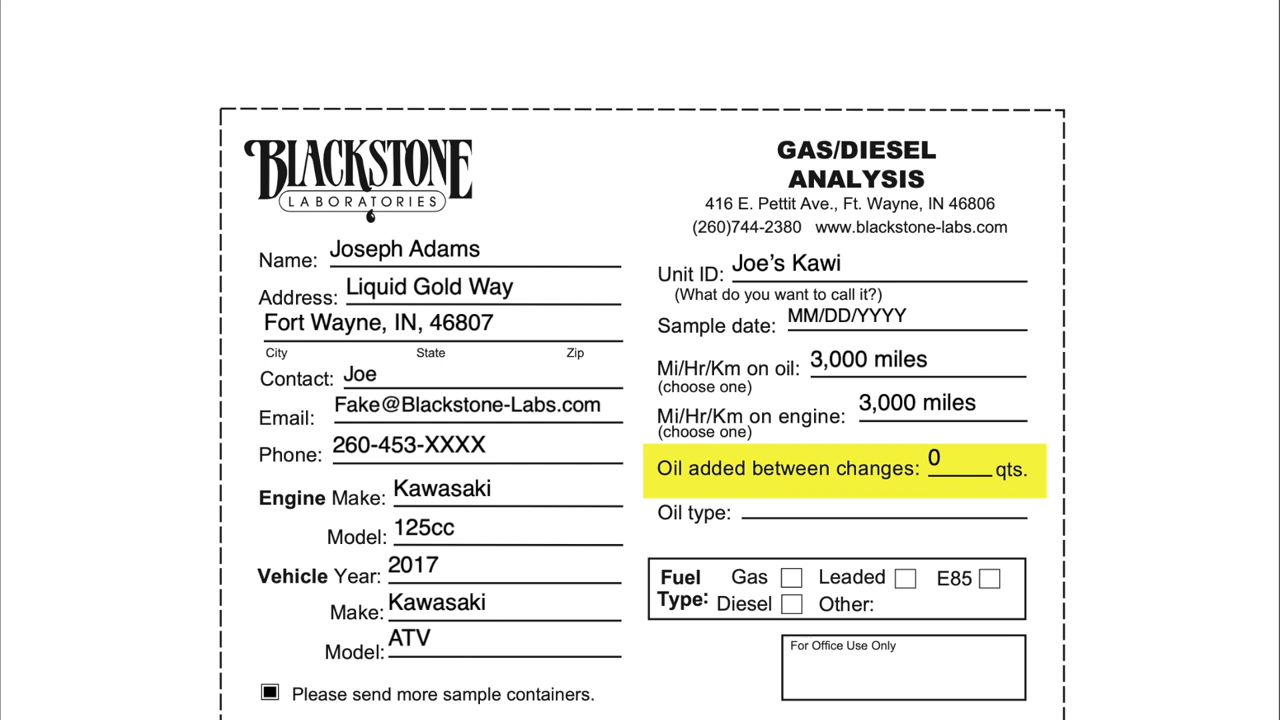 BLACKSTONE
LABORATORIES
GAS/DIESEL
ANALYSIS
416 E. Pettit Ave., Ft. Wayne, IN 46806
(260)744-2380 www.blackstone-labs.com
Name: Joseph Adams
Address: Liquid Gold Way
Fort Wayne, IN, 46807
City State Zip
Contact: Joe
Email: Fake@Blackstone-Labs.com
Phone: 260-453-XXXX
Engine Make: Kawasaki
Model: 125cc
Vehicle Year: 2017
Make: Kawasaki
Model: ATV
Please send more sample containers.
Unit ID: Joe's Kawi
(What do you want to call it?)
Sample date: MM/DD/YYYY
Mi/Hr/Km on oil: 3,000 miles
(choose one)
Mi/Hr/Km on engine: 3,000 miles
(choose one)
Oil added between changes: 0 qts.
Oil type:
Fuel Type: Gas Leaded E85
Diesel Other:
For Office Use Only